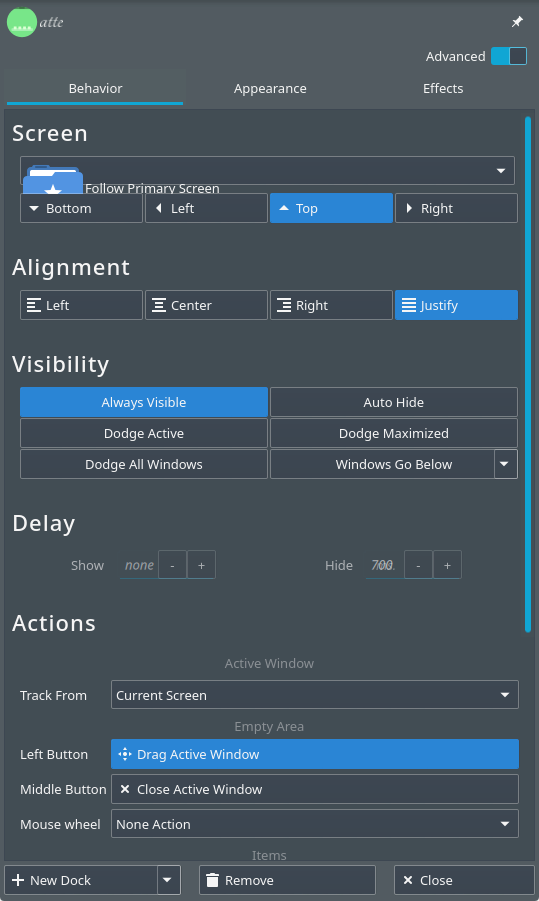 atte
Advanced
Behavior Appearance Effects
Screen
Follow Primary Screen
Bottom Left Top Right
Alignment
Left Center Right Justify
Visibility
Always Visible Auto Hide
Dodge Active Dodge Maximized
Dodge All Windows Windows Go Below
Delay
Show none - + Hide 700 - +
Actions
Active Window
Track From Current Screen
Empty Area
Left Button Drag Active Window
Middle Button Close Active Window
Mouse wheel None Action
Items
New Dock Remove Close